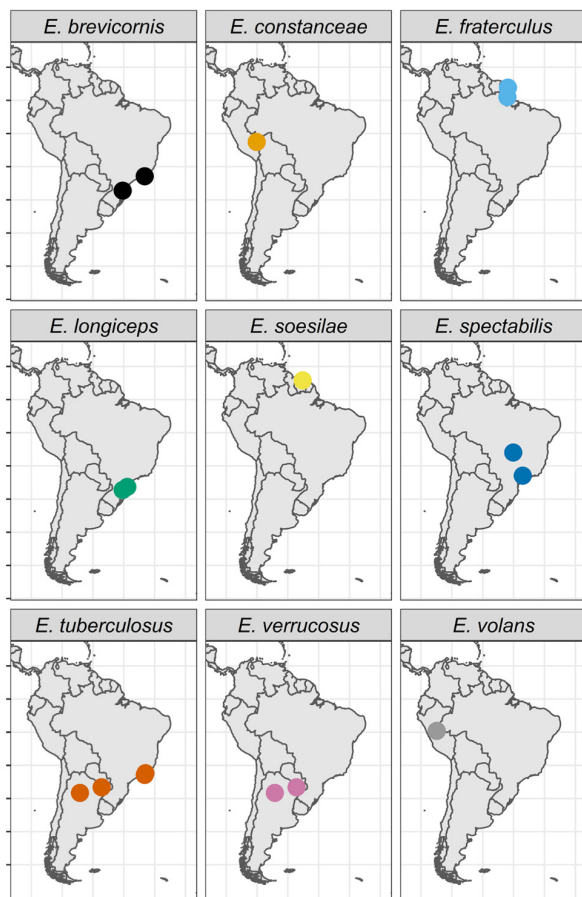 E. brevicornis
E. constanceae
E. fraterculus
E. longiceps
E. soesilae
E. spectabilis
E. tuberculosus
E. verrucosus
E. volans